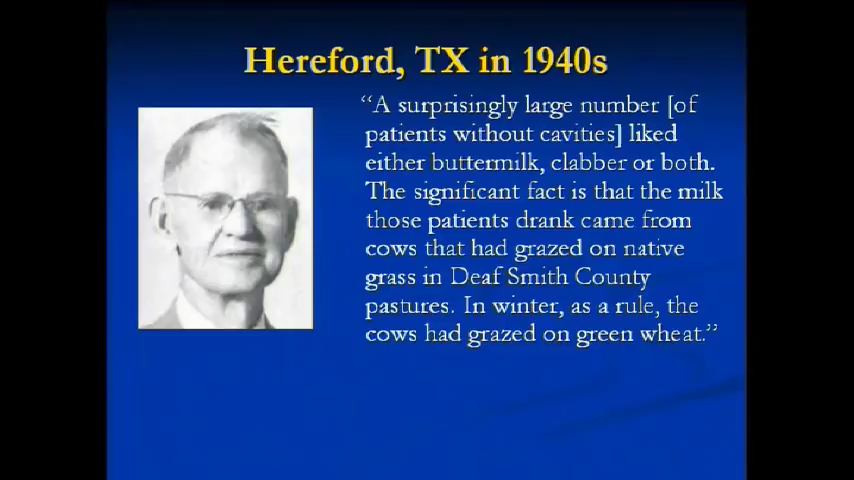 Hereford, TX in 1940s
“A surprisingly large number [of
patients without cavities] liked
either buttermilk, clabber or both.
The significant fact is that the milk
those patients drank came from
cows that had grazed on native
grass in Deaf Smith County
pastures. In winter, as a rule, the
cows had grazed on green wheat.”